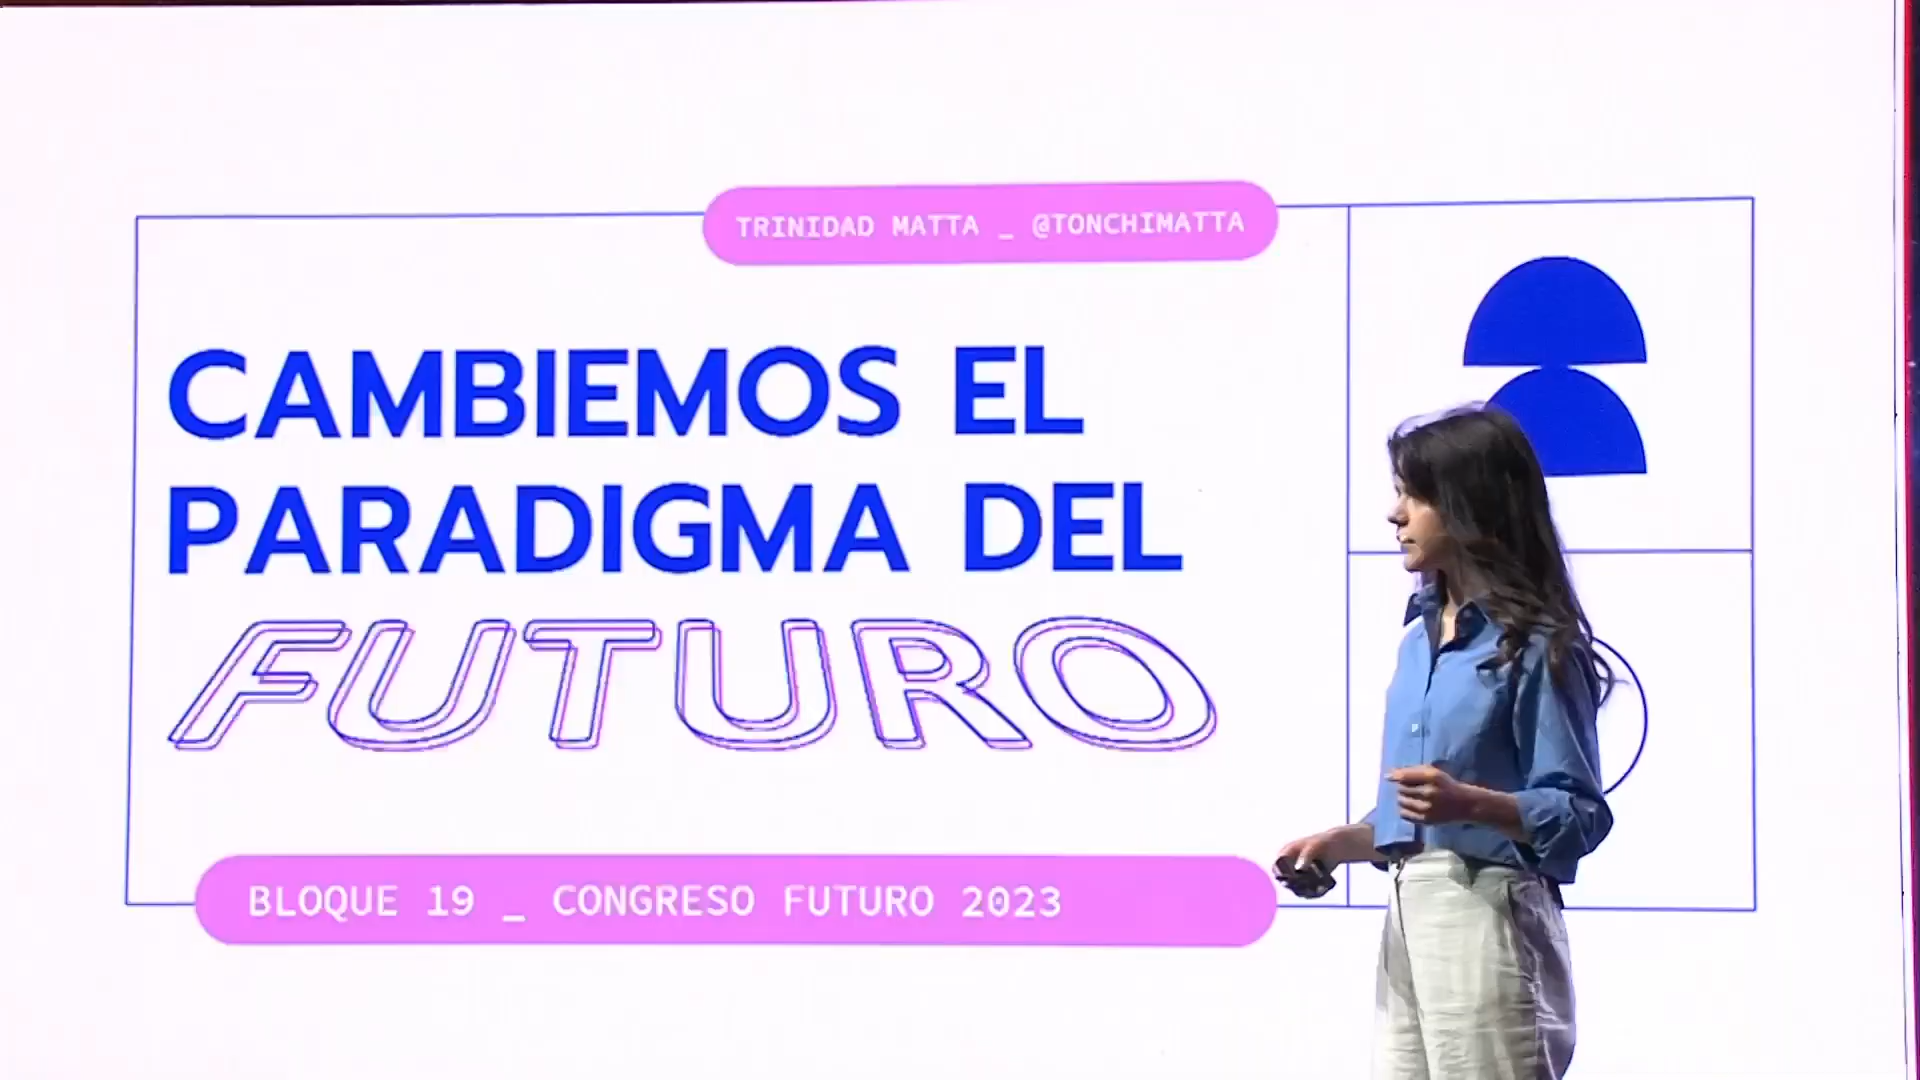 TRINIDAD MATTA _ @TONCHIMATTA
CAMBIEMOS EL
PARADIGMA DEL
FUTURO
BLOQUE 19 _ CONGRESO FUTURO 2023